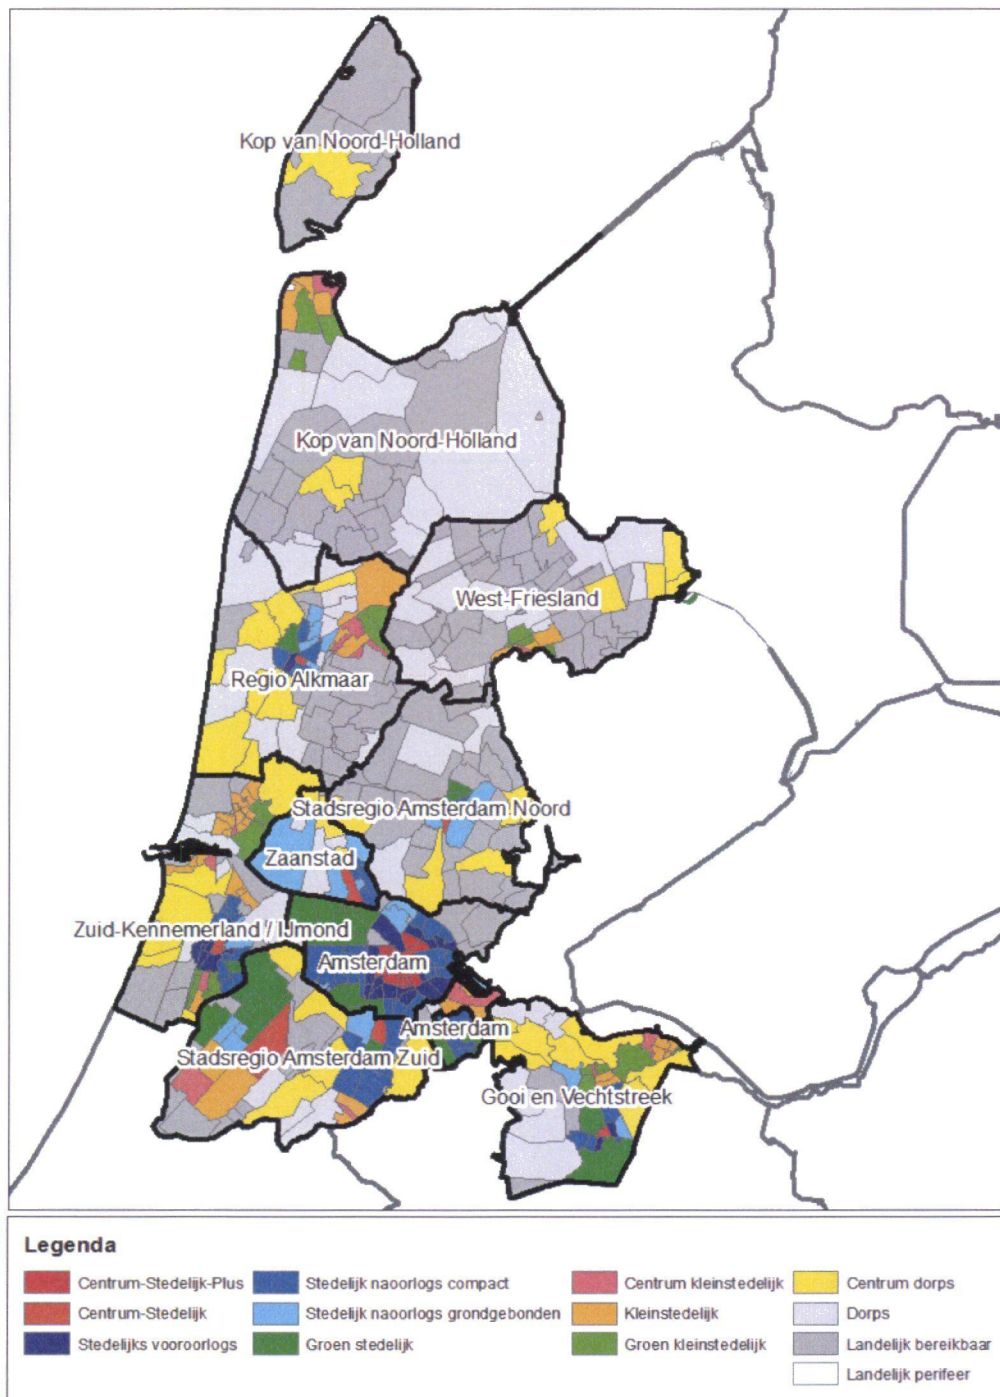 Kop van Noord-Holland
Kop van Noord-Holland
West-Friesland
Regio Alkmaar
Stadsregio Amsterdam Noord
Zaanstad
Zuid-Kennemerland / IJmond
Amsterdam
Amsterdam
Stadsregio Amsterdam Zuid
Gooi en Vechtstreek
Legenda
Centrum-Stedelijk-Plus
Centrum-Stedelijk
Stedelijks vooroorlogs
Stedelijk naoorlogs compact
Stedelijk naoorlogs grondgebonden
Groen stedelijk
Centrum kleinstedelijk
Kleinstedelijk
Groen kleinstedelijk
Centrum dorps
Dorps
Landelijk bereikbaar
Landelijk perifeer